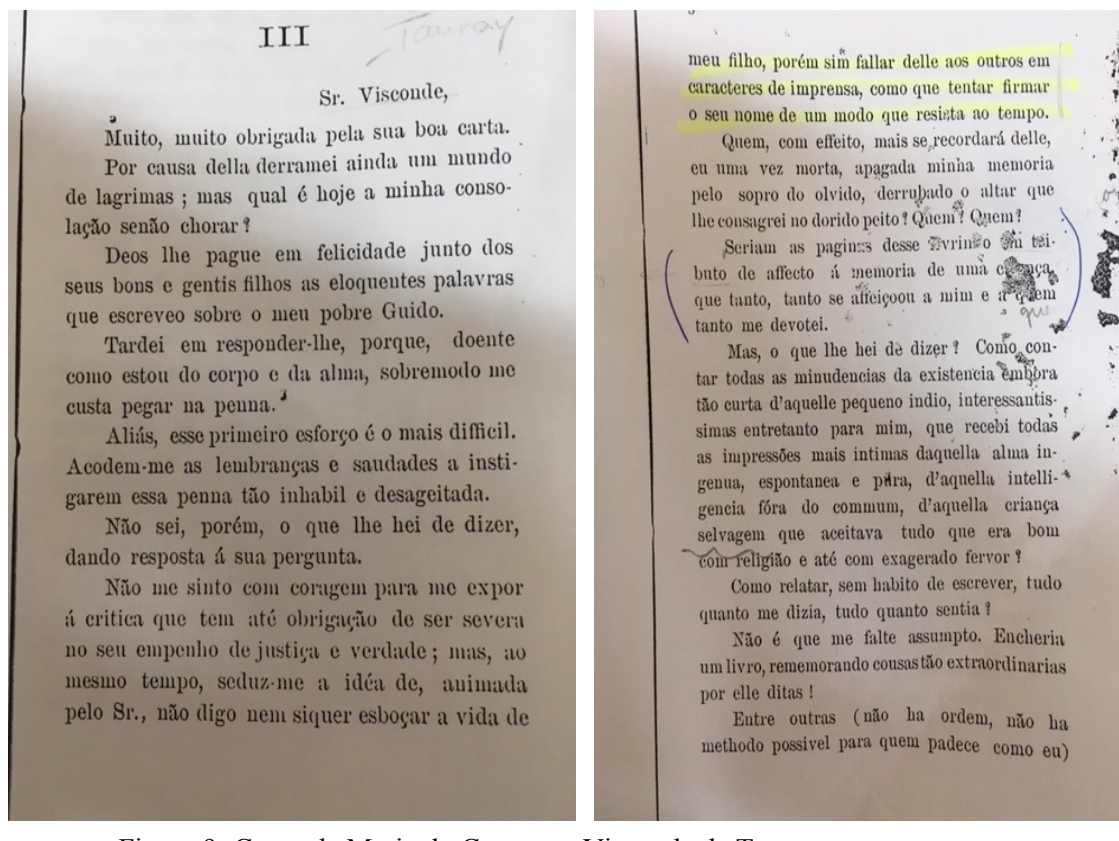 III
Taunay
Sr. Visconde,
Muito, muito obrigada pela sua boa carta.
Por causa della derramei ainda um mundo
de lagrimas ; mas qual é hoje a minha conso-
lação senão chorar ?
Deos lhe pague em felicidade junto dos
seus bons e gentis filhos as eloquentes palavras
que escreveo sobre o meu pobre Guido.
Tardei em responder-lhe, porque, doente
como estou do corpo e da alma, sobremodo me
custa pegar na penna.
Aliás, esse primeiro esforço é o mais difficil.
Acodem-me as lembranças e saudades a insti-
garem essa penna tão inhabil e desageitada.
Não sei, porém, o que lhe hei de dizer,
dando resposta á sua pergunta.
Não me sinto com coragem para me expor
á critica que tem até obrigação de ser severa
no seu empenho de justiça e verdade ; mas, ao
mesmo tempo, seduz-me a idéa de, animada
pelo Sr., não digo nem siquer esboçar a vida de
meu filho, porém sim fallar delle aos outros em
caracteres de imprensa, como que tentar firmar
o seu nome de um modo que resista ao tempo.
Quem, com effeito, mais se recordará delle,
eu uma vez morta, apagada minha memoria
pelo sopro do olvido, derrubado o altar que
lhe consagrei no dorido peito ? Quem ? Quem ?
Seriam as paginas desse livrinho um tri-
buto de affecto á memoria de uma criança,
que tanto, tanto se affeiçoou a mim e a quem
que
tanto me devotei.
Mas, o que lhe hei de dizer ? Como con-
tar todas as minudencias da existencia embora
tão curta d'aquelle pequeno indio, interessantis-
simas entretanto para mim, que recebi todas
as impressões mais intimas daquella alma in-
genua, espontanea e pura, d'aquella intelli-
gencia fóra do commum, d'aquella criança
selvagem que aceitava tudo que era bom
com religião e até com exagerado fervor ?
Como relatar, sem habito de escrever, tudo
quanto me dizia, tudo quanto sentia ?
Não é que me falte assumpto. Encheria
um livro, rememorando cousas tão extraordinarias
por elle ditas !
Entre outras (não ha ordem, não ha
methodo possivel para quem padece como eu)